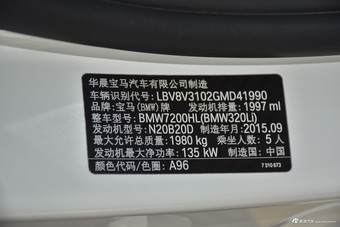 华晨宝马汽车有限公司制造
车辆识别代号: LBV8V3102GMD41990
品牌: 宝马(BMW)牌 发动机排量: 1997 ml
整车型号: BMW7200HL(BMW320Li)
发动机型号: N20B20D 制造年月: 2015.09
最大允许总质量: 1980 kg 乘坐人数: 5 人
发动机最大净功率: 135 kW 制造国: 中国
颜色代码/色圈: A96
7 310 673